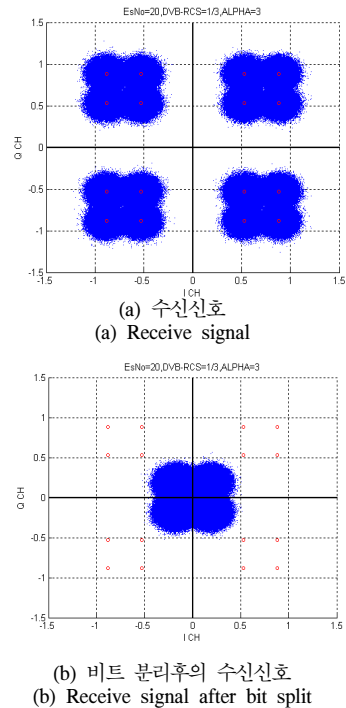 EsNo=20,DVB-RCS=1/3,ALPHA=3
1.5
1
0.5
0
-0.5
-1
-1.5
Q CH
-1.5 -1 -0.5 0 0.5 1 1.5
I CH
(a) 수신신호
(a) Receive signal
EsNo=20,DVB-RCS=1/3,ALPHA=3
1.5
1
0.5
0
-0.5
-1
-1.5
Q CH
-1.5 -1 -0.5 0 0.5 1 1.5
I CH
(b) 비트 분리후의 수신신호
(b) Receive signal after bit split